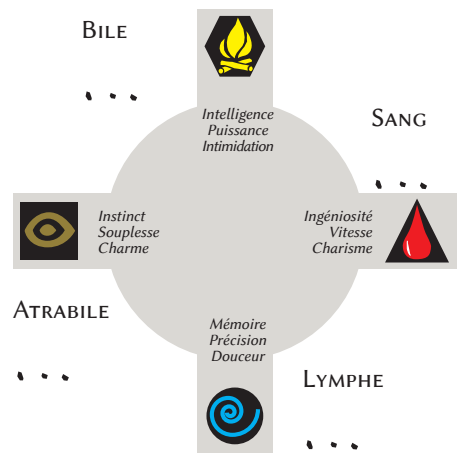 Bile
Intelligence
Puissance
Intimidation
Sang
Instinct
Souplesse
Charme
Ingéniosité
Vitesse
Charisme
Atrabile
Mémoire
Précision
Douceur
Lymphe